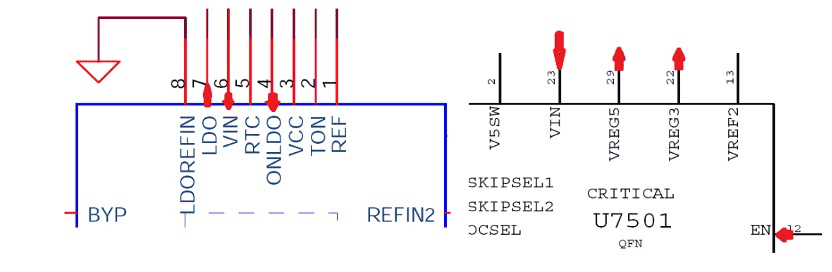 8 7 6 5 4 3 2 1
LDOREFIN LDO VIN RTC ONLDO VCC TON REF
BYP REFIN2
2 23 29 22 13
V5SW VIN VREG5 VREG3 VREF2
SKIPSEL1
CRITICAL
SKIPSEL2
U7501
OCSEL
QFN
EN 12